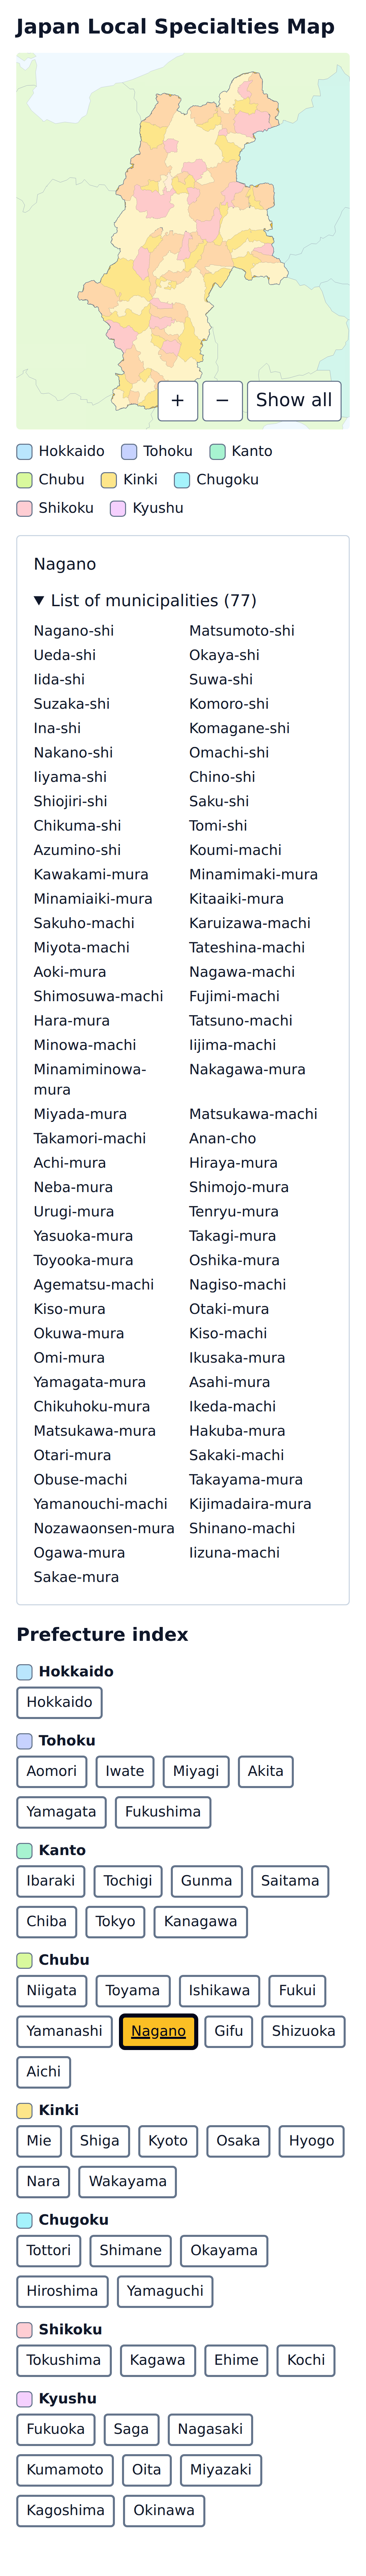 Japan Local Specialties Map
+ − Show all
Hokkaido Tohoku Kanto
Chubu Kinki Chugoku
Shikoku Kyushu
Nagano
▼ List of municipalities (77)
Nagano-shi Matsumoto-shi
Ueda-shi Okaya-shi
Iida-shi Suwa-shi
Suzaka-shi Komoro-shi
Ina-shi Komagane-shi
Nakano-shi Omachi-shi
Iiyama-shi Chino-shi
Shiojiri-shi Saku-shi
Chikuma-shi Tomi-shi
Azumino-shi Koumi-machi
Kawakami-mura Minamimaki-mura
Minamiaiki-mura Kitaaiki-mura
Sakuho-machi Karuizawa-machi
Miyota-machi Tateshina-machi
Aoki-mura Nagawa-machi
Shimosuwa-machi Fujimi-machi
Hara-mura Tatsuno-machi
Minowa-machi Iijima-machi
Minamiminowa- Nakagawa-mura
mura
Miyada-mura Matsukawa-machi
Takamori-machi Anan-cho
Achi-mura Hiraya-mura
Neba-mura Shimojo-mura
Urugi-mura Tenryu-mura
Yasuoka-mura Takagi-mura
Toyooka-mura Oshika-mura
Agematsu-machi Nagiso-machi
Kiso-mura Otaki-mura
Okuwa-mura Kiso-machi
Omi-mura Ikusaka-mura
Yamagata-mura Asahi-mura
Chikuhoku-mura Ikeda-machi
Matsukawa-mura Hakuba-mura
Otari-mura Sakaki-machi
Obuse-machi Takayama-mura
Yamanouchi-machi Kijimadaira-mura
Nozawaonsen-mura Shinano-machi
Ogawa-mura Iizuna-machi
Sakae-mura
Prefecture index
Hokkaido
Hokkaido
Tohoku
Aomori Iwate Miyagi Akita
Yamagata Fukushima
Kanto
Ibaraki Tochigi Gunma Saitama
Chiba Tokyo Kanagawa
Chubu
Niigata Toyama Ishikawa Fukui
Yamanashi Nagano Gifu Shizuoka
Aichi
Kinki
Mie Shiga Kyoto Osaka Hyogo
Nara Wakayama
Chugoku
Tottori Shimane Okayama
Hiroshima Yamaguchi
Shikoku
Tokushima Kagawa Ehime Kochi
Kyushu
Fukuoka Saga Nagasaki
Kumamoto Oita Miyazaki
Kagoshima Okinawa